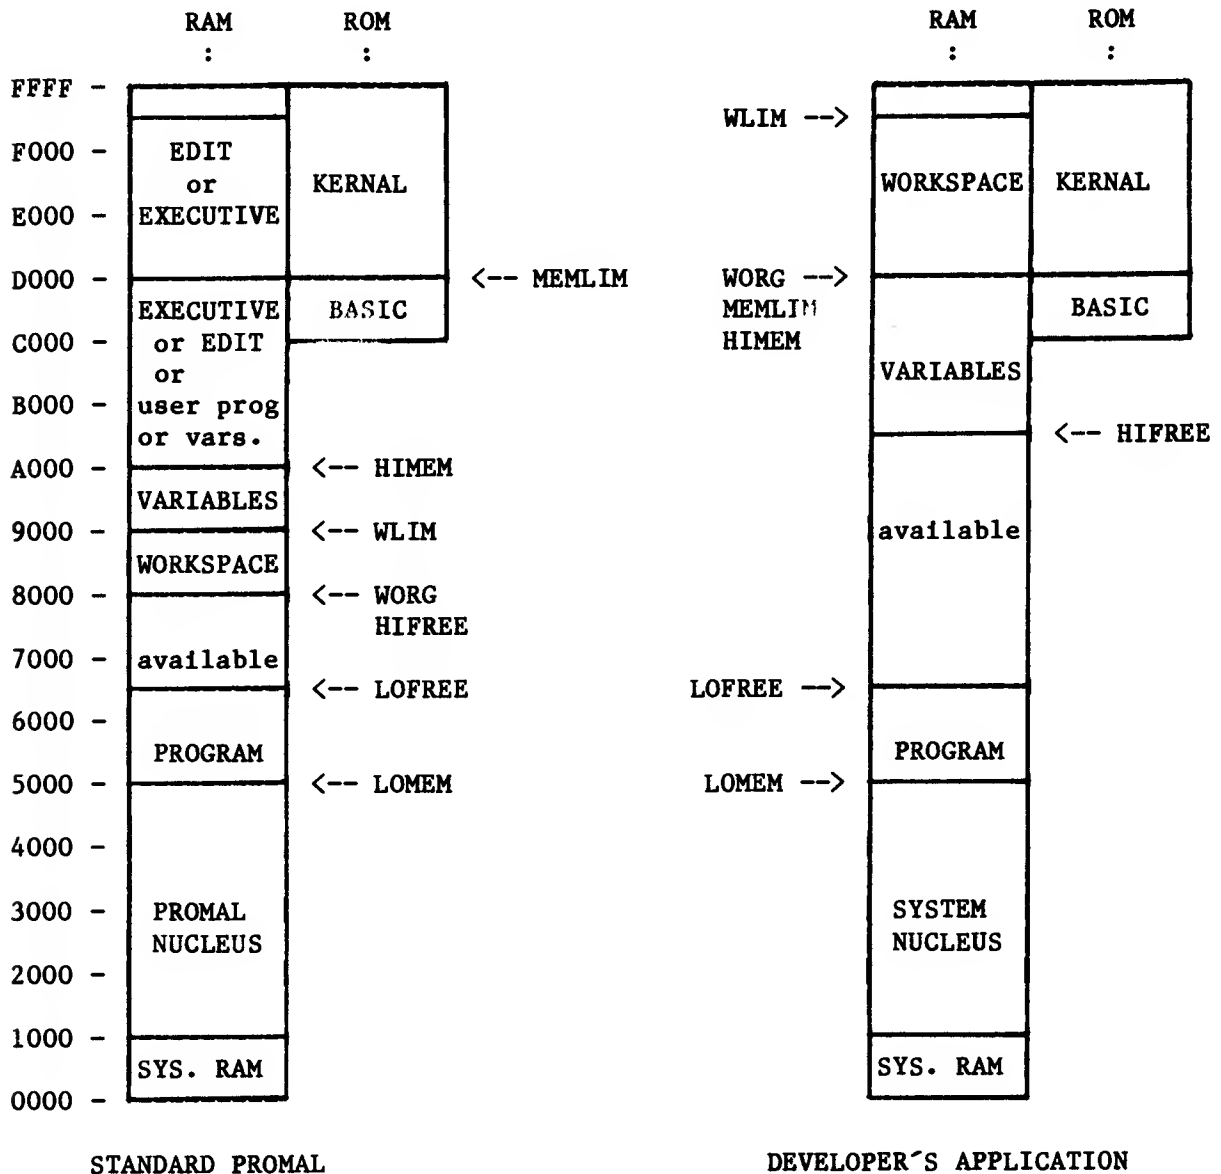 RAM ROM
: :
FFFF -
F000 - EDIT
or KERNAL
E000 - EXECUTIVE
D000 - <-- MEMLIM
EXECUTIVE BASIC
C000 - or EDIT
or
B000 - user prog
or vars.
A000 - <-- HIMEM
VARIABLES
9000 - <-- WLIM
WORKSPACE
8000 - <-- WORG
HIFREE
7000 - available
<-- LOFREE
6000 -
PROGRAM
5000 - <-- LOMEM
4000 -
3000 - PROMAL
NUCLEUS
2000 -
1000 -
SYS. RAM
0000 -
STANDARD PROMAL
RAM ROM
: :
WLIM -->
WORKSPACE KERNAL
WORG -->
MEMLIM BASIC
HIMEM
VARIABLES
<-- HIFREE
available
LOFREE -->
PROGRAM
LOMEM -->
SYSTEM
NUCLEUS
SYS. RAM
DEVELOPER´S APPLICATION